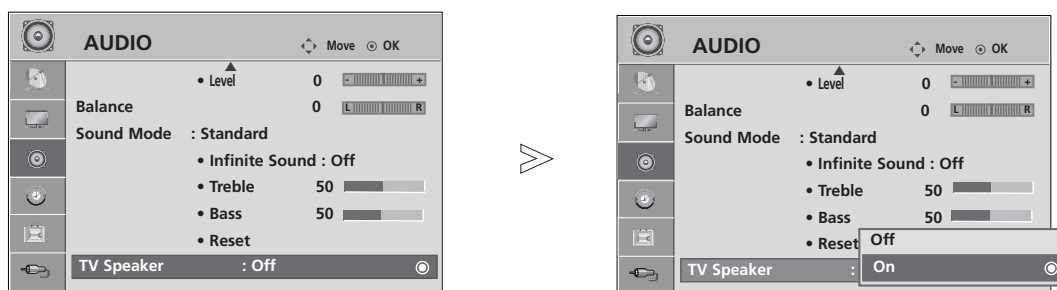 AUDIO
Move OK
• Level 0 - +
Balance 0 L R
Sound Mode : Standard
• Infinite Sound : Off
• Treble 50
• Bass 50
• Reset
TV Speaker : Off
AUDIO
Move OK
• Level 0 - +
Balance 0 L R
Sound Mode : Standard
• Infinite Sound : Off
• Treble 50
• Bass 50
• Reset
Off
TV Speaker :
On